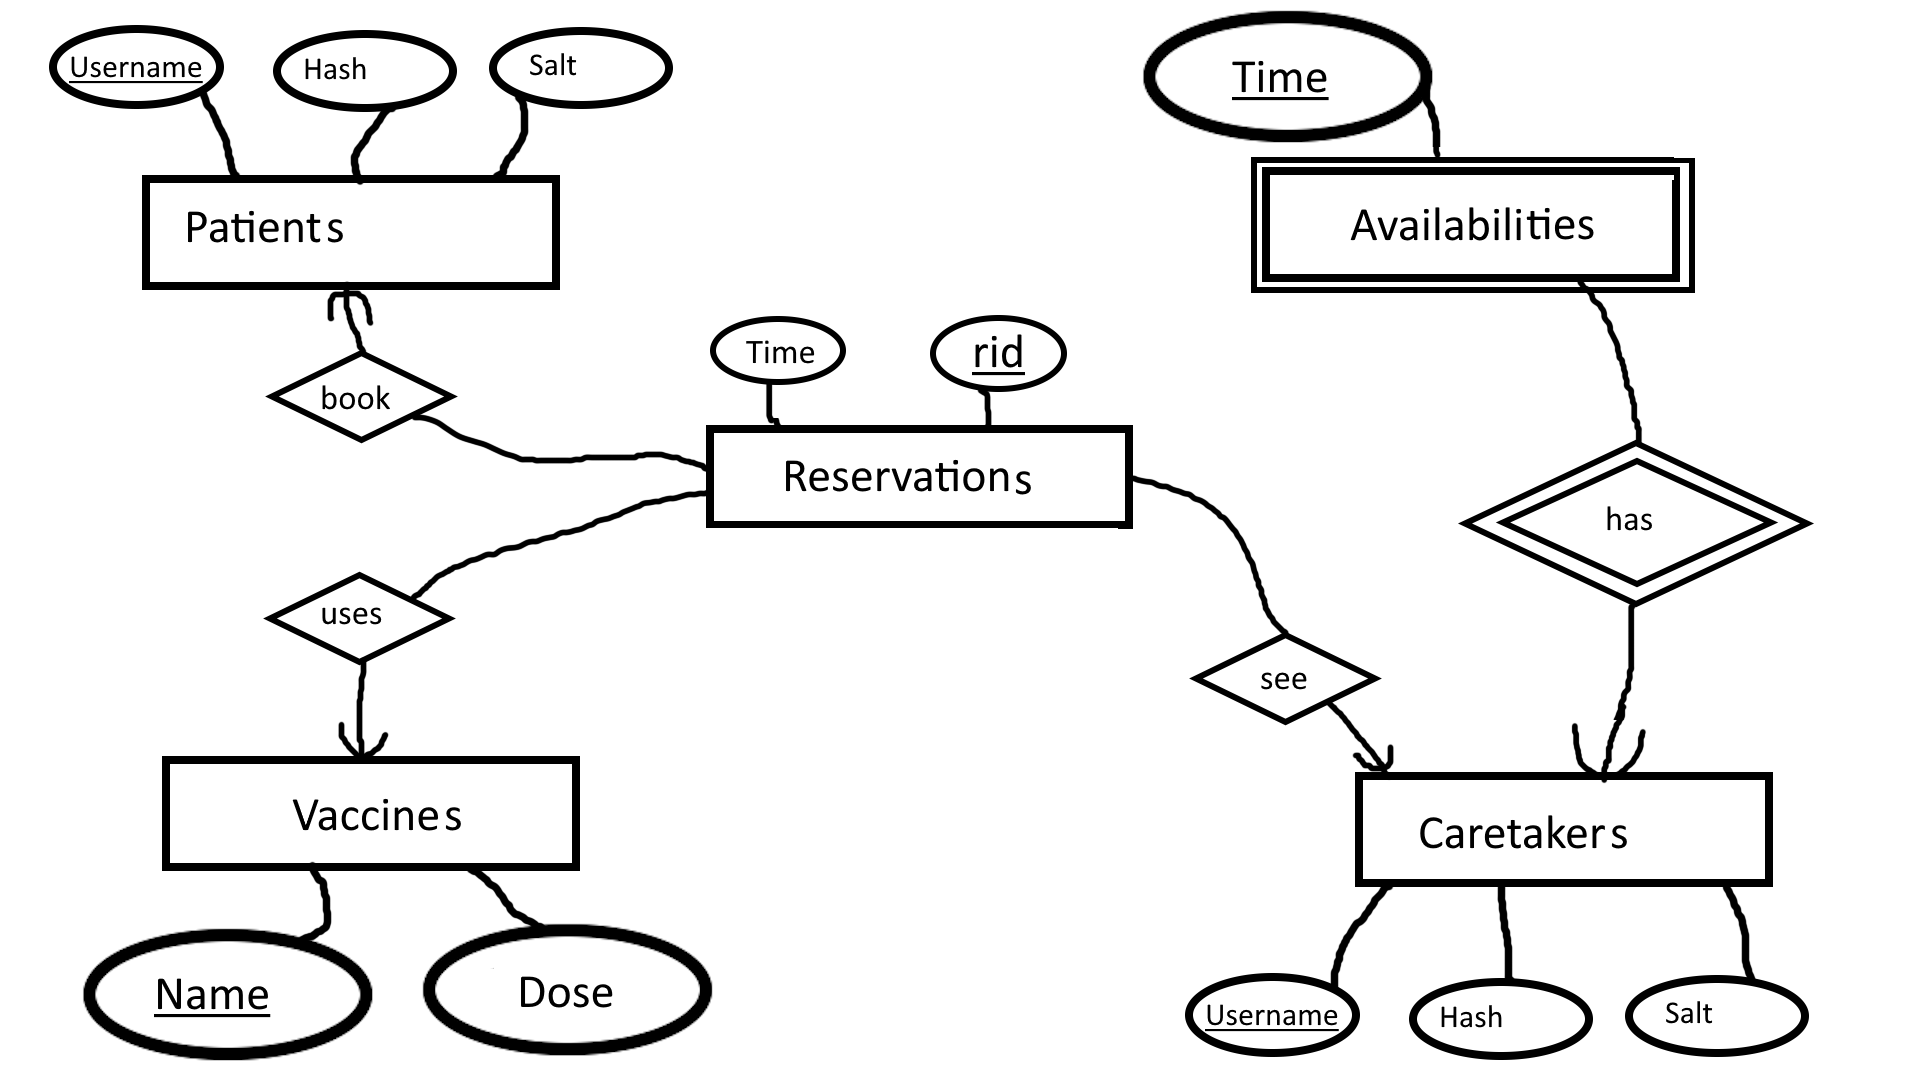 Username
Hash
Salt
Time
Patients
Availabilities
book
Time
rid
Reservations
has
uses
see
Vaccines
Caretakers
Name
Dose
Username
Hash
Salt